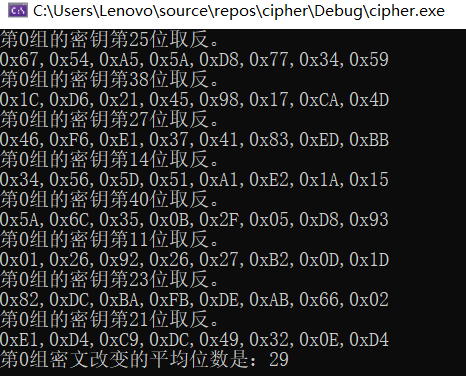 C:\Users\Lenovo\source\repos\cipher\Debug\cipher.exe
第0组的密钥第25位取反。
0x67,0x54,0xA5,0x5A,0xD8,0x77,0x34,0x59
第0组的密钥第38位取反。
0x1C,0xD6,0x21,0x45,0x98,0x17,0xCA,0x4D
第0组的密钥第27位取反。
0x46,0xF6,0xE1,0x37,0x41,0x83,0xED,0xBB
第0组的密钥第14位取反。
0x34,0x56,0x5D,0x51,0xA1,0xE2,0x1A,0x15
第0组的密钥第40位取反。
0x5A,0x6C,0x35,0x0B,0x2F,0x05,0xD8,0x93
第0组的密钥第11位取反。
0x01,0x26,0x92,0x26,0x27,0xB2,0x0D,0x1D
第0组的密钥第23位取反。
0x82,0xDC,0xBA,0xFB,0xDE,0xAB,0x66,0x02
第0组的密钥第21位取反。
0xE1,0xD4,0xC9,0xDC,0x49,0x32,0x0E,0xD4
第0组密文改变的平均位数是：29